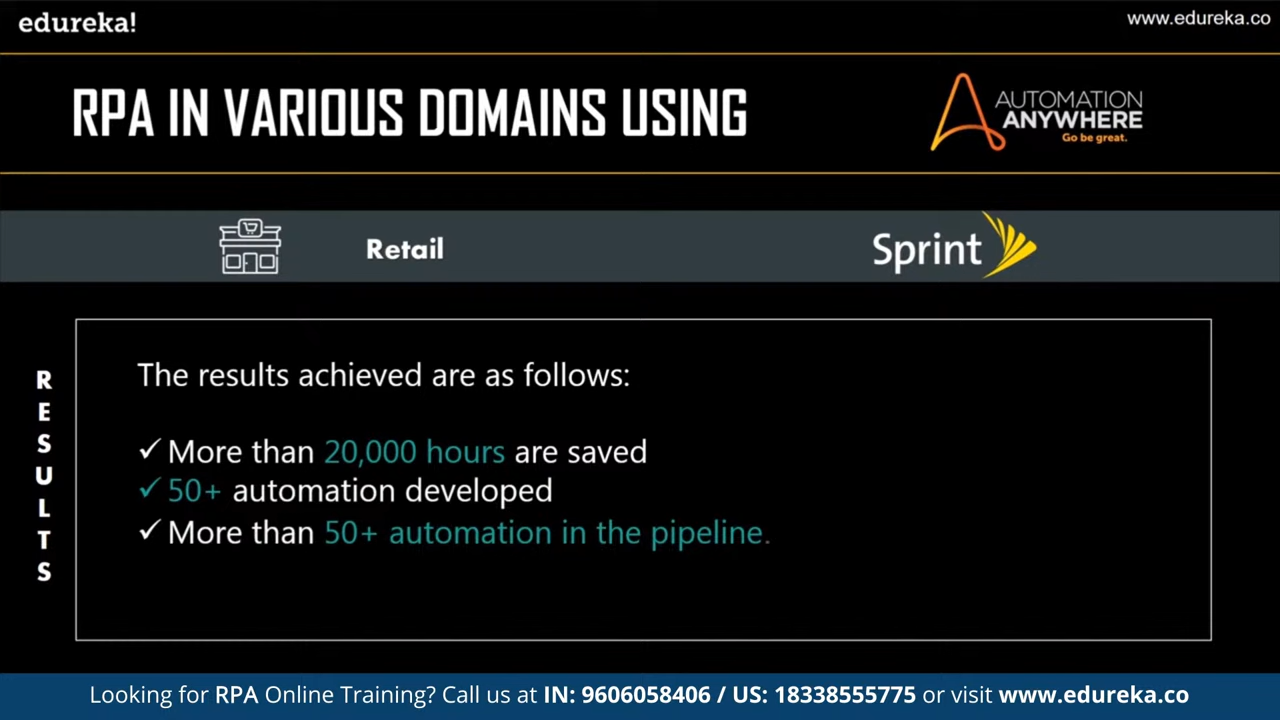 edureka!
www.edureka.co
RPA IN VARIOUS DOMAINS USING
AUTOMATION
ANYWHERE
Go be great.
Retail
Sprint
RESULTS
The results achieved are as follows:
✓ More than 20,000 hours are saved
✓ 50+ automation developed
✓ More than 50+ automation in the pipeline.
Looking for RPA Online Training? Call us at IN: 9606058406 / US: 18338555775 or visit www.edureka.co